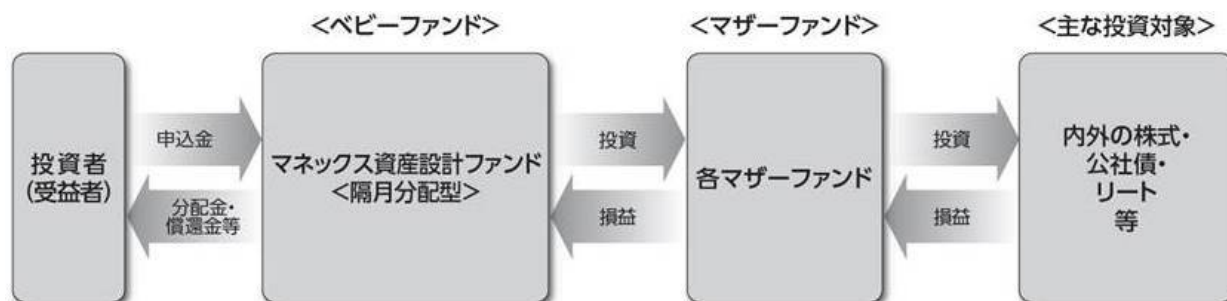 <ベビーファンド>
<マザーファンド>
<主な投資対象>
投資者
(受益者)
申込金
分配金・
償還金等
マネックス資産設計ファンド
<隔月分配型>
投資
損益
各マザーファンド
投資
損益
内外の株式・
公社債・
リート
等